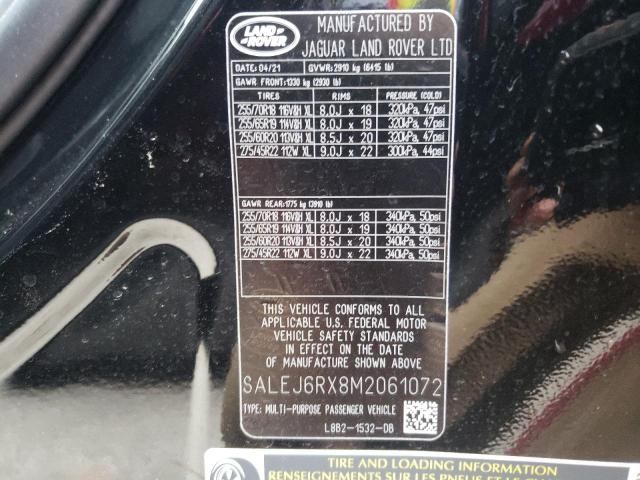 LAND ROVER
MANUFACTURED BY
JAGUAR LAND ROVER LTD
DATE: 04/21 GVWR: 2910 kg (6415 lb)
GAWR FRONT: 1330 kg (2930 lb)
TIRES RIMS PRESSURES (COLD)
255/70R18 116V&H XL 8.0J x 18 320kPa, 47psi
255/65R19 114V&H XL 8.0J x 19 320kPa, 47psi
255/60R20 113V&H XL 8.5J x 20 320kPa, 47psi
275/45R22 112W XL 9.0J x 22 300kPa, 44psi
GAWR REAR: 1775 kg (3910 lb)
255/70R18 116V&H XL 8.0J x 18 340kPa, 50psi
255/65R19 114V&H XL 8.0J x 19 340kPa, 50psi
255/60R20 113V&H XL 8.5J x 20 340kPa, 50psi
275/45R22 112W XL 9.0J x 22 340kPa, 50psi
THIS VEHICLE CONFORMS TO ALL
APPLICABLE U.S. FEDERAL MOTOR
VEHICLE SAFETY STANDARDS
IN EFFECT ON THE DATE
OF MANUFACTURE SHOWN ABOVE
SALEJ6RX8M2061072
TYPE: MULTI-PURPOSE PASSENGER VEHICLE
L8B2-1532-DB
TIRE AND LOADING INFORMATION
RENSEIGNEMENTS SUR LES PNEUS ET LE CHA